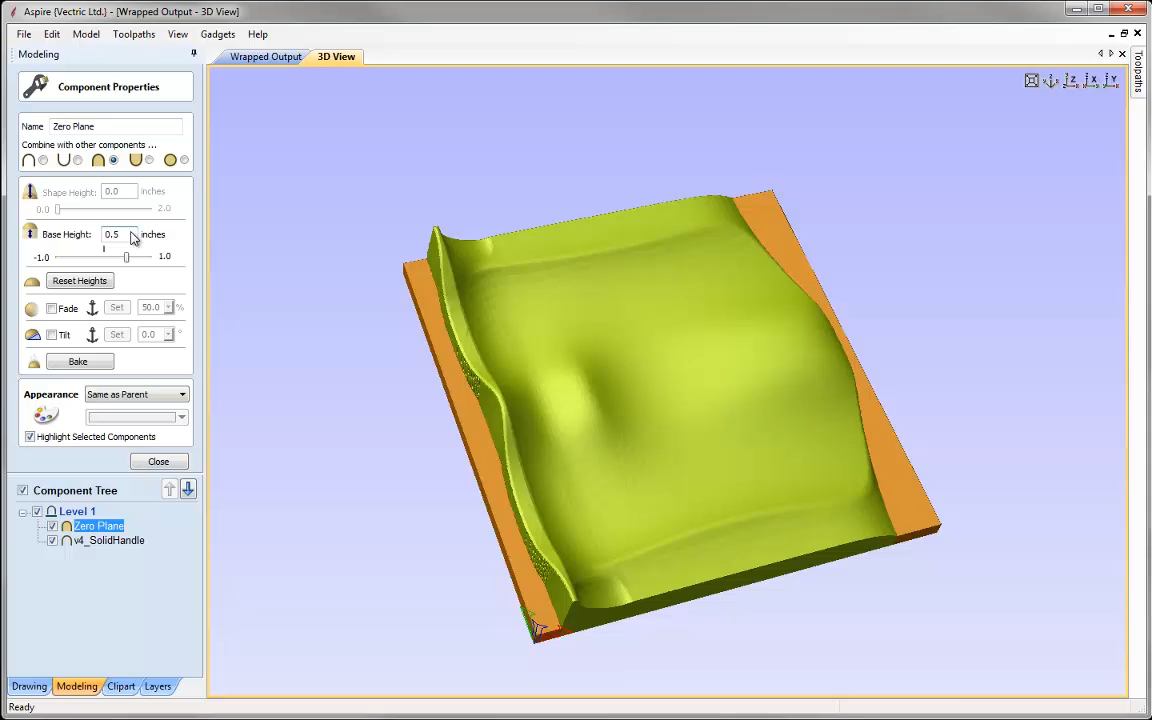 Aspire {Vectric Ltd.} - [Wrapped Output - 3D View]
File Edit Model Toolpaths View Gadgets Help
Modeling
Wrapped Output 3D View
Toolpaths
Component Properties
Name Zero Plane
Combine with other components ...
Shape Height: 0.0 inches
0.0 2.0
Base Height: 0.5 inches
-1.0 1.0
Reset Heights
Fade Set 50.0 %
Tilt Set 0.0 °
Bake
Appearance Same as Parent
Highlight Selected Components
Close
Component Tree
Level 1
Zero Plane
v4_SolidHandle
Drawing Modeling Clipart Layers
Ready
Z X Y